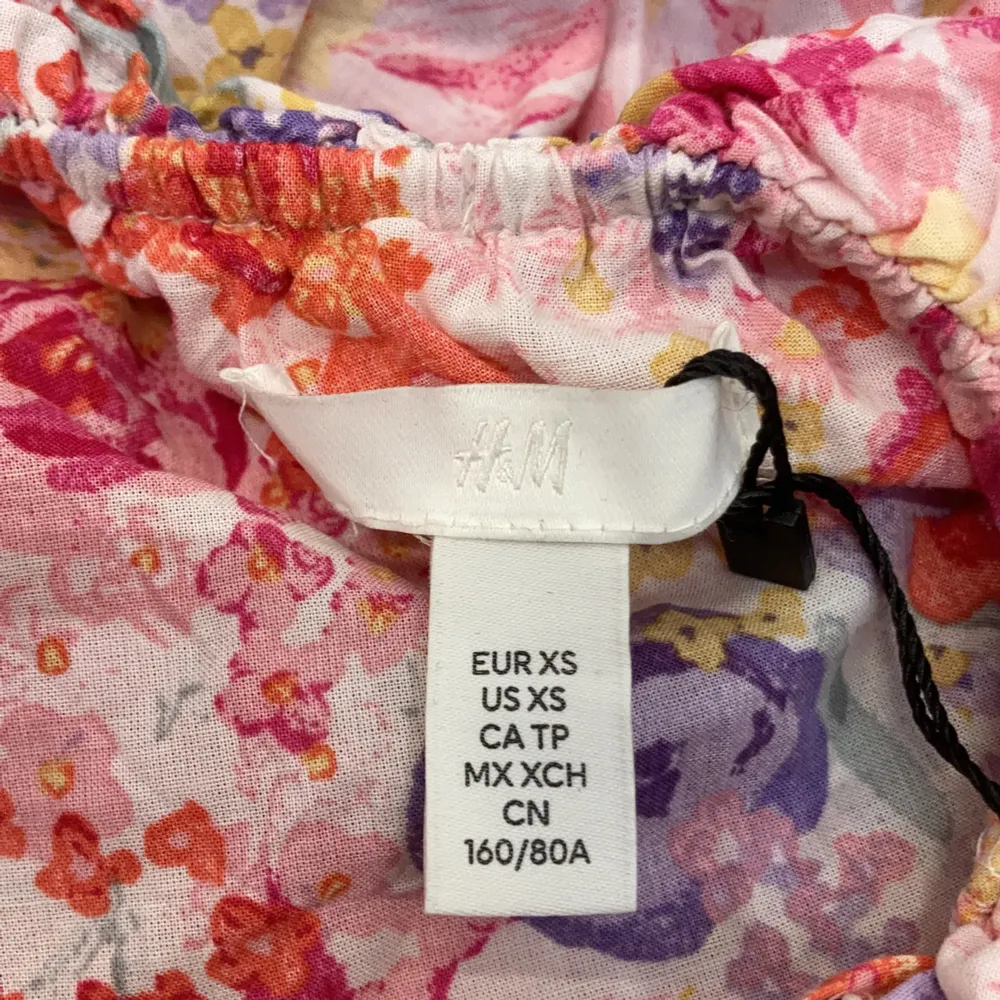 H&M
EUR XS
US XS
CA TP
MX XCH
CN
160/80A